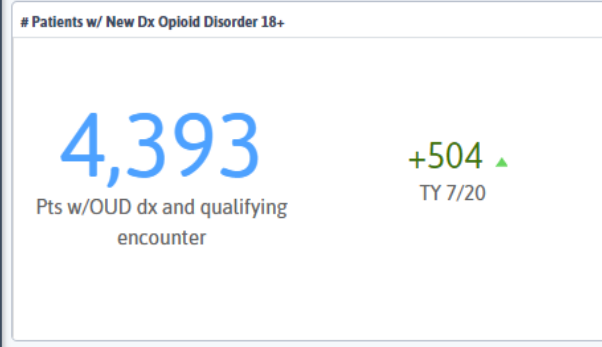 # Patients w/ New Dx Opioid Disorder 18+
4,393
Pts w/OUD dx and qualifying
encounter
+504
TY 7/20